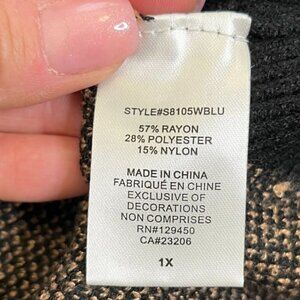 STYLE#S8105WBLU
57% RAYON
28% POLYESTER
15% NYLON
MADE IN CHINA
FABRIQUÉ EN CHINE
EXCLUSIVE OF
DECORATIONS
NON COMPRISES
RN#129450
CA#23206
1X